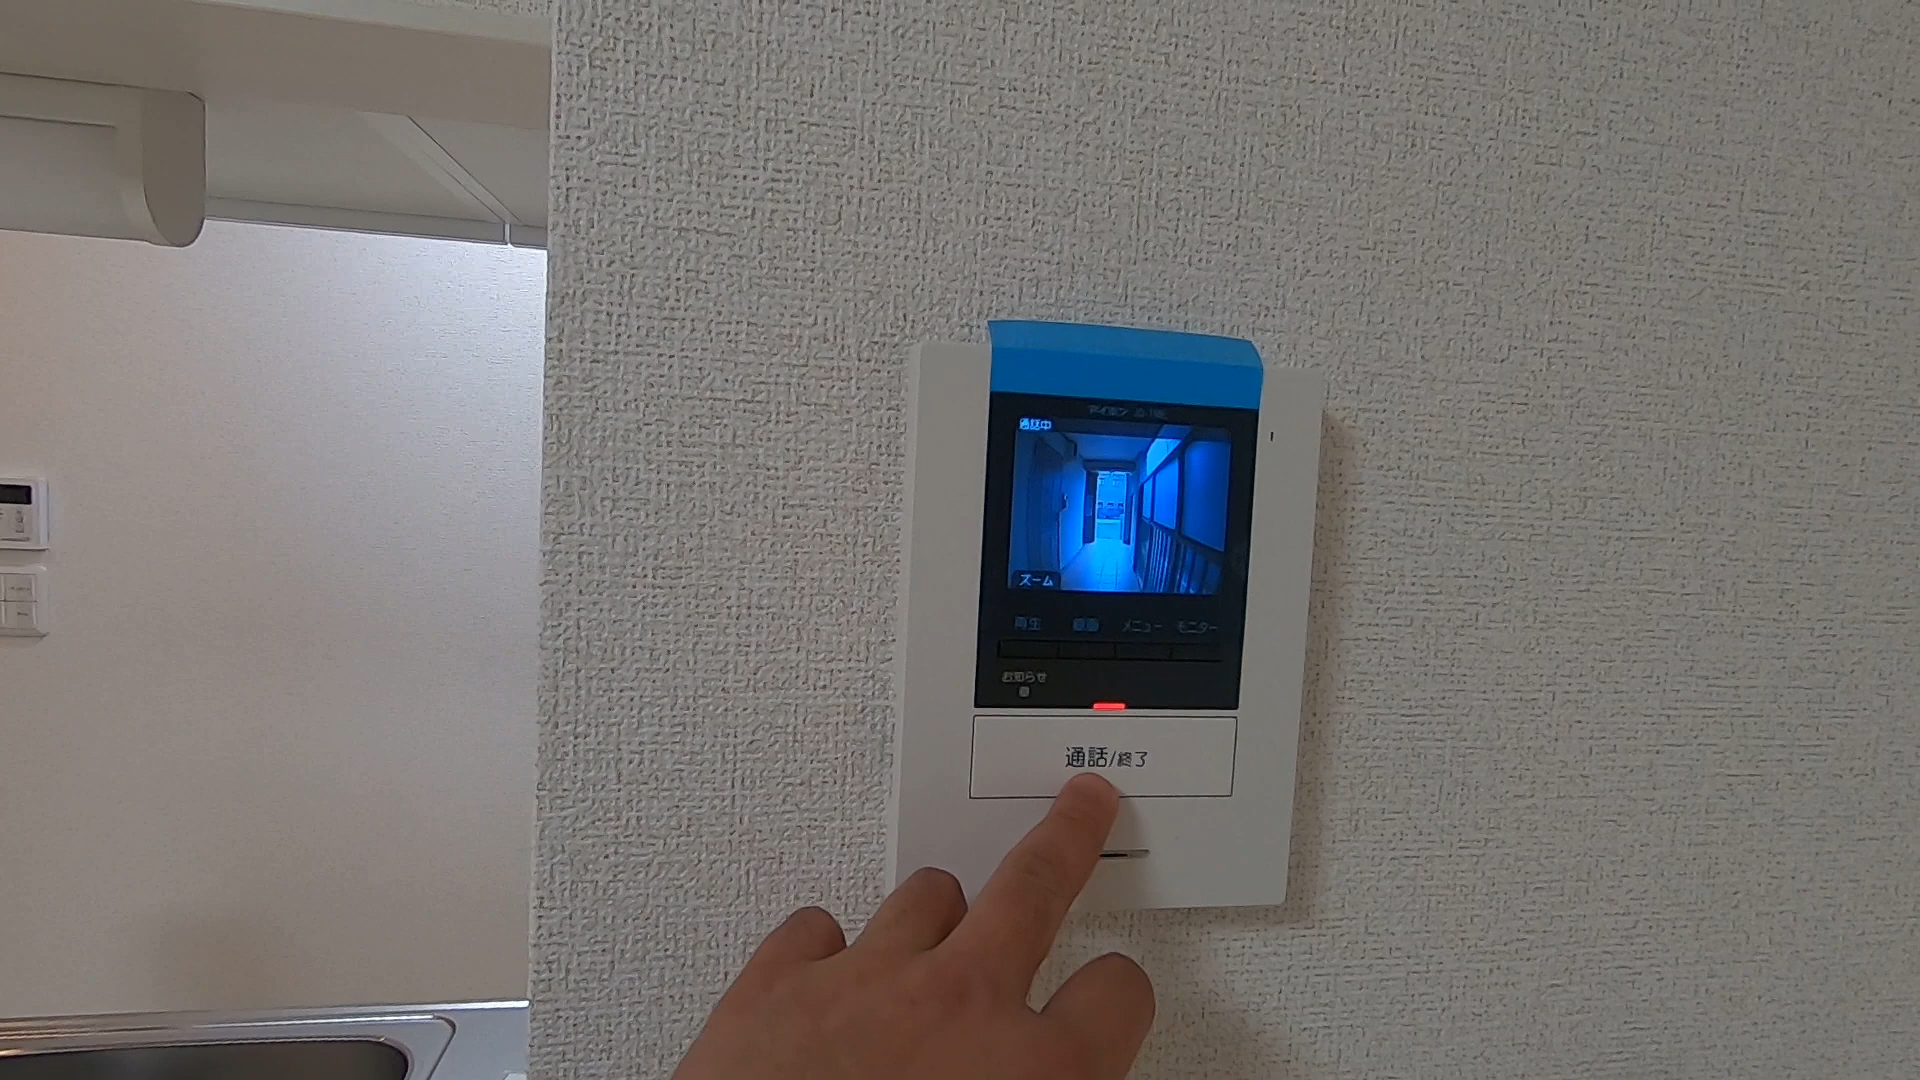 アイホン
通話中
ズーム
再生 画面 メニュー モニター
お知らせ
通話/終了